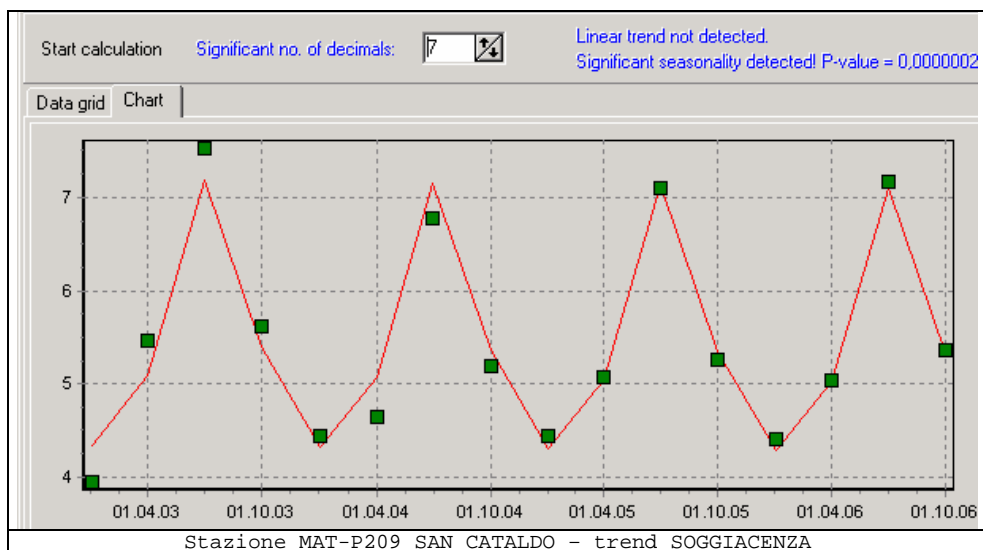 Start calculation
Significant no. of decimals:
7
Linear trend not detected.
Significant seasonality detected! P-value = 0,0000002
Data grid
Chart
7
6
5
4
01.04.03
01.10.03
01.04.04
01.10.04
01.04.05
01.10.05
01.04.06
01.10.06
Stazione MAT-P209 SAN CATALDO – trend SOGGIACENZA